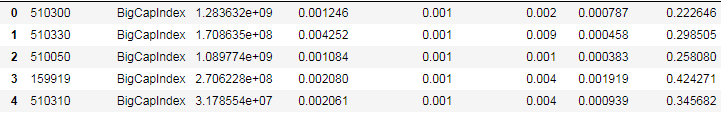 0 510300 BigCapIndex 1.283632e+09 0.001246 0.001 0.002 0.000787 0.222646
1 510330 BigCapIndex 1.708635e+08 0.004252 0.001 0.009 0.000458 0.298505
2 510050 BigCapIndex 1.089774e+09 0.001084 0.001 0.001 0.000383 0.258080
3 159919 BigCapIndex 2.706228e+08 0.002080 0.001 0.004 0.001919 0.424271
4 510310 BigCapIndex 3.178554e+07 0.002061 0.001 0.004 0.000939 0.345682